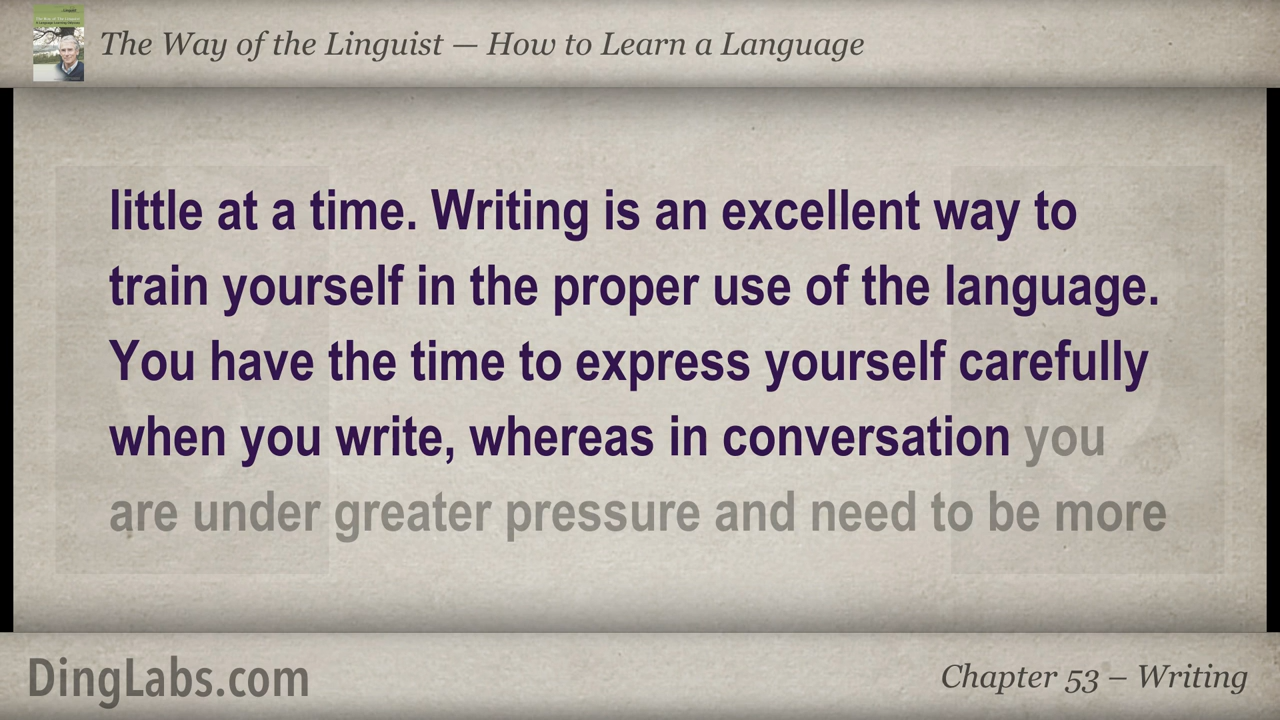 The Way of the Linguist — How to Learn a Language
little at a time. Writing is an excellent way to
train yourself in the proper use of the language.
You have the time to express yourself carefully
when you write, whereas in conversation you
are under greater pressure and need to be more
DingLabs.com
Chapter 53 – Writing